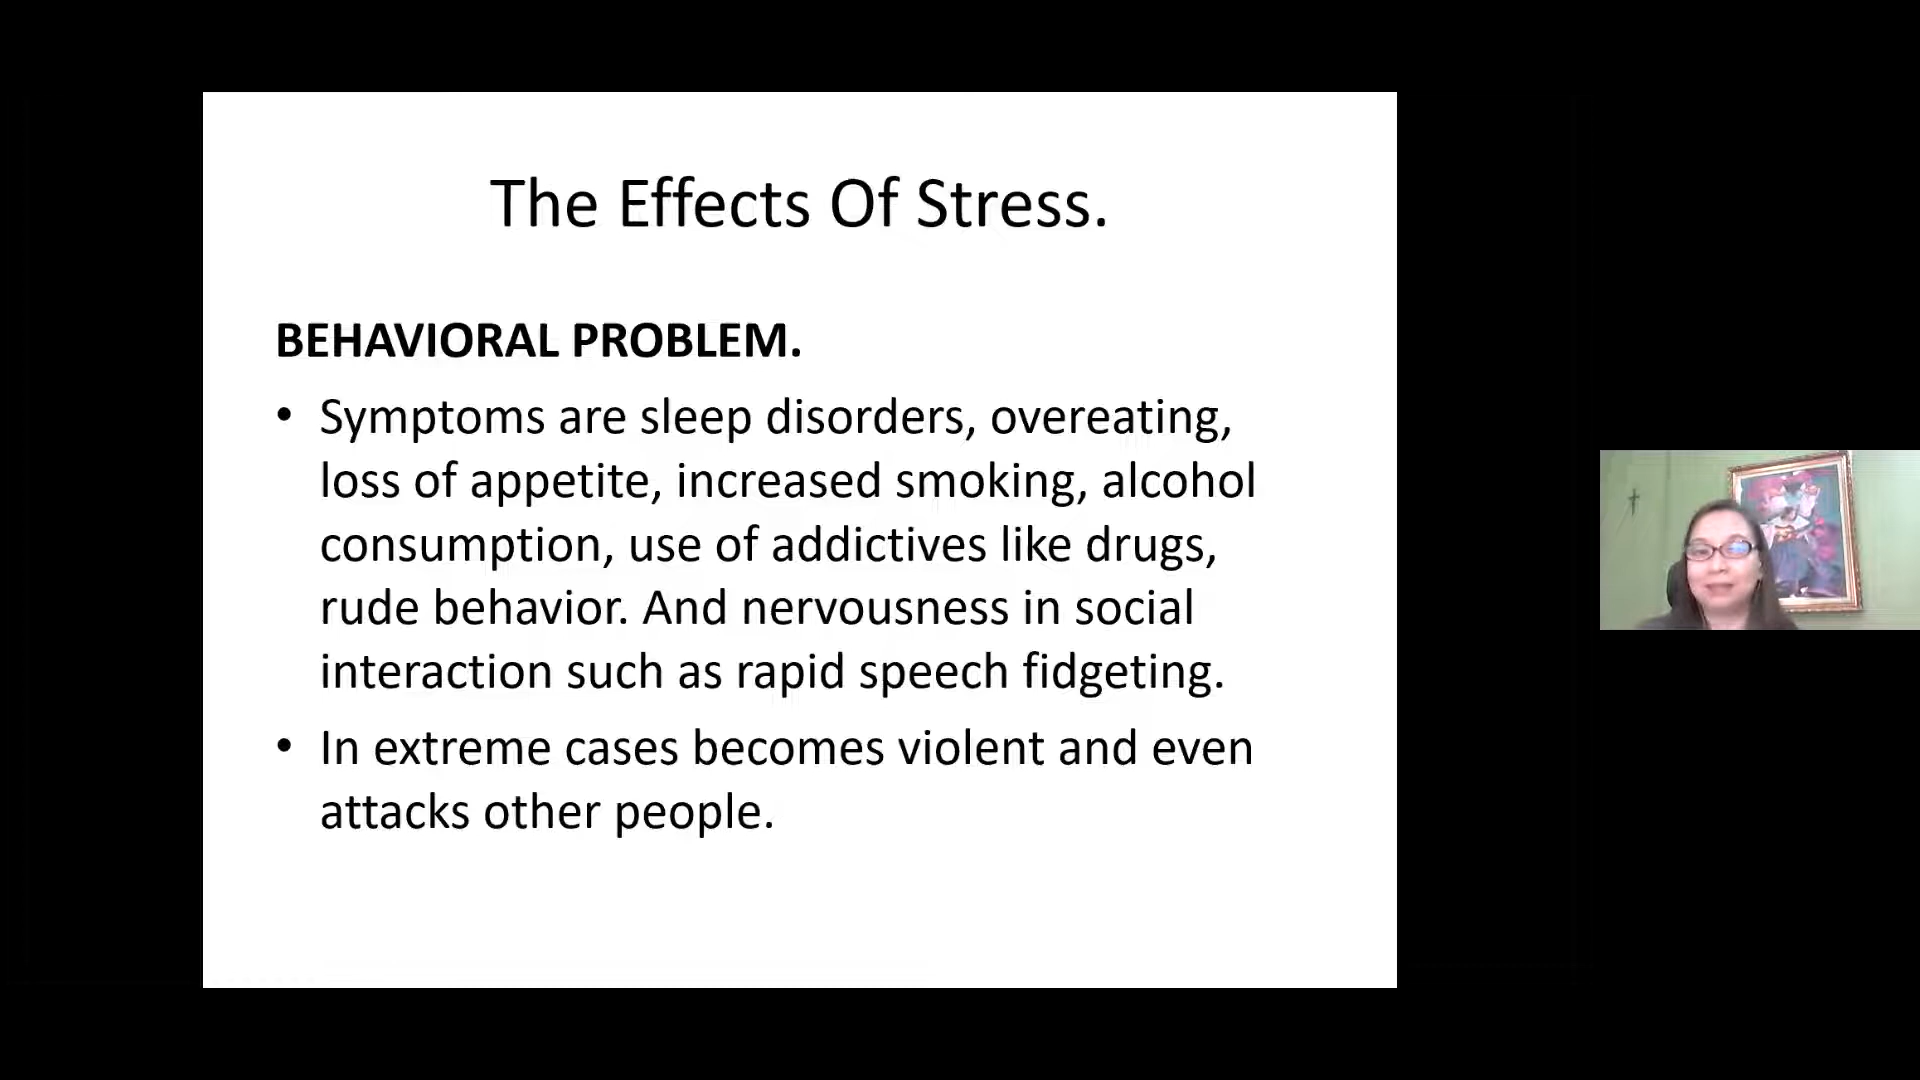 The Effects Of Stress.
BEHAVIORAL PROBLEM.
• Symptoms are sleep disorders, overeating,
loss of appetite, increased smoking, alcohol
consumption, use of addictives like drugs,
rude behavior. And nervousness in social
interaction such as rapid speech fidgeting.
• In extreme cases becomes violent and even
attacks other people.